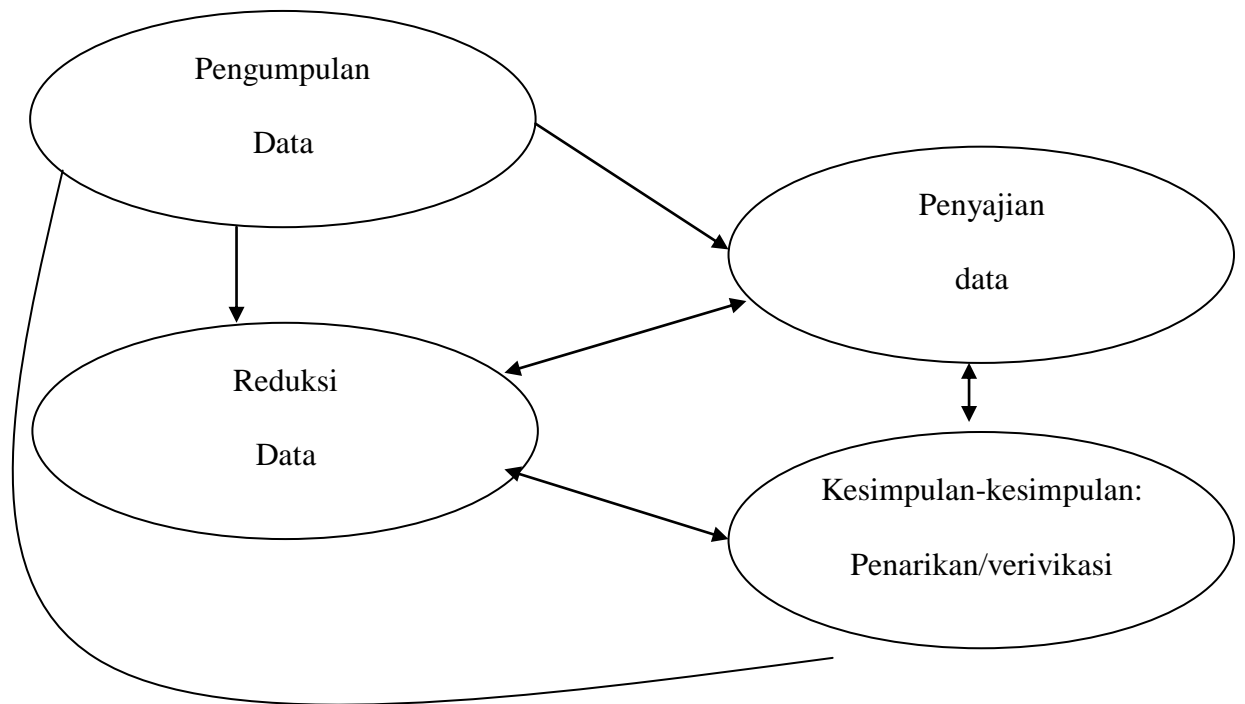 Pengumpulan
Data
Penyajian
data
Reduksi
Data
Kesimpulan-kesimpulan:
Penarikan/verivikasi